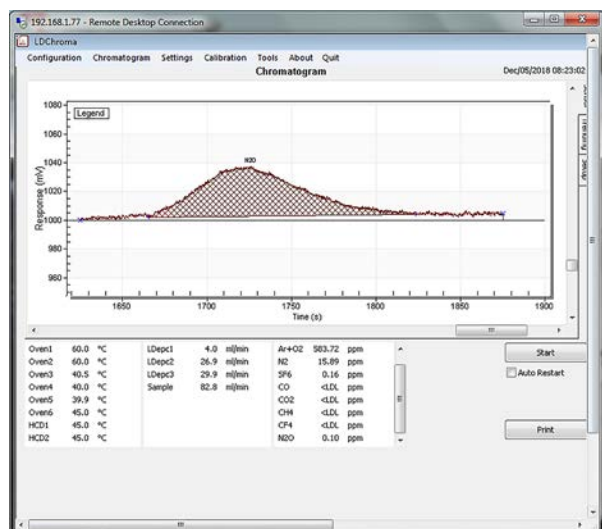 192.168.1.77 - Remote Desktop Connection
LDChroma
Configuration Chromatogram Settings Calibration Tools About Quit
Chromatogram Dec/05/2018 08:23:02
Legend
N2O
Response (mV)
1080
1060
1040
1020
1000
980
960
1650 1700 1750 1800 1850 1900
Time (s)
Trending
Setup
Oven1 60.0 °C LDepc1 4.0 ml/min Ar+O2 583.72 ppm
Oven2 60.0 °C LDepc2 26.9 ml/min N2 15.89 ppm
Oven3 40.5 °C LDepc3 29.9 ml/min SF6 0.16 ppm
Oven4 40.0 °C Sample 82.8 ml/min CO <LDL ppm
Oven5 39.9 °C CO2 <LDL ppm
Oven6 45.0 °C CH4 <LDL ppm
HCD1 45.0 °C CF4 <LDL ppm
HCD2 45.0 °C N2O 0.10 ppm
Start
Auto Restart
Print